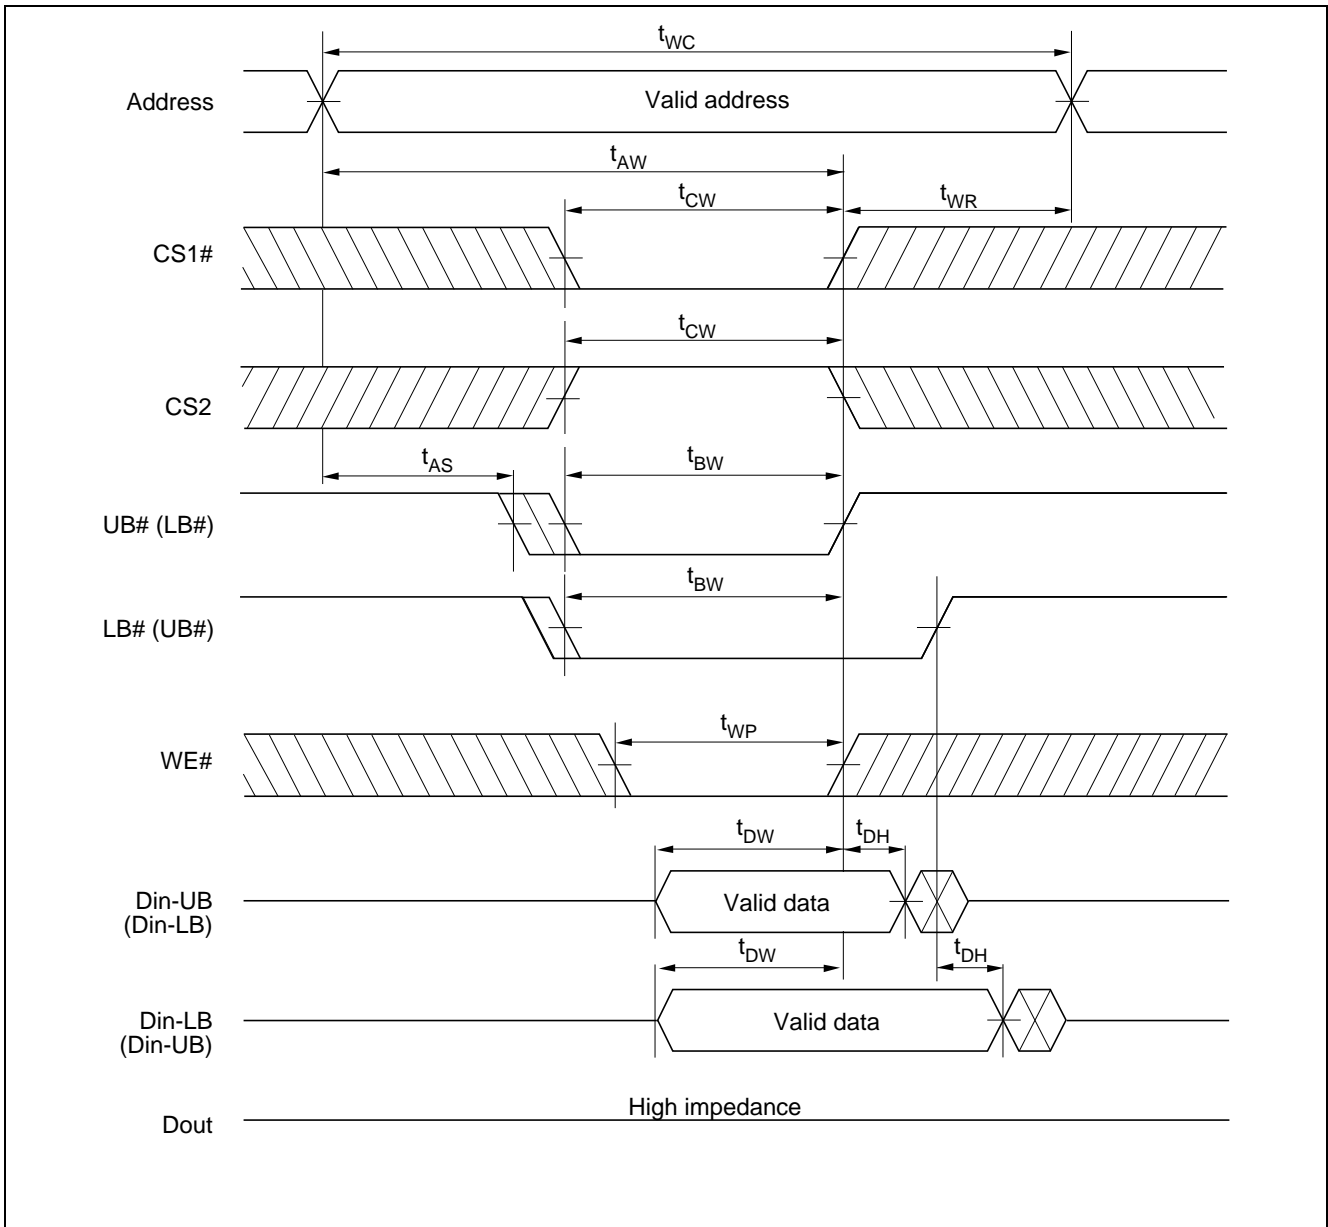 tWC
Address
Valid address
tAW
tCW
tWR
CS1#
tCW
CS2
tAS
tBW
UB# (LB#)
tBW
LB# (UB#)
tWP
WE#
tDW
tDH
Din-UB
(Din-LB)
Valid data
tDW
tDH
Din-LB
(Din-UB)
Valid data
High impedance
Dout